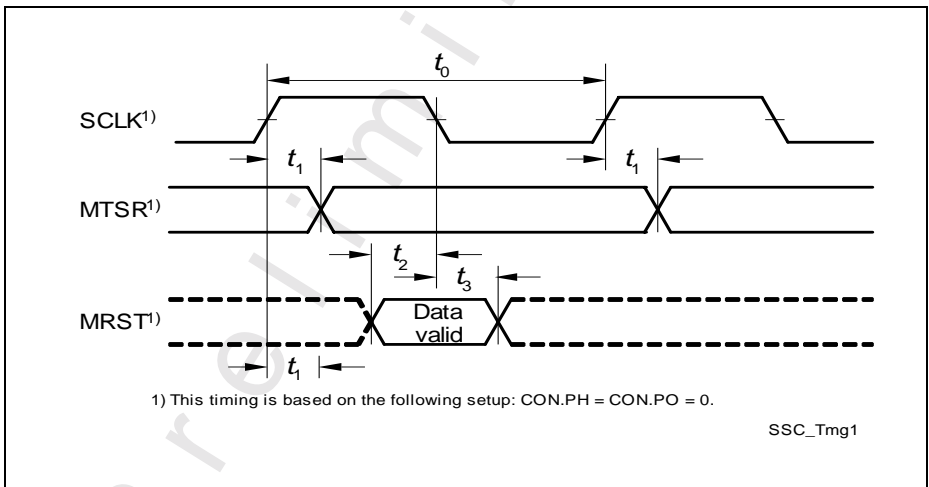 t0
SCLK1)
t1
t1
MTSR1)
t2
t3
MRST1)
Data
valid
t1
1) This timing is based on the following setup: CON.PH = CON.PO = 0.
SSC_Tmg1
r e l i m i